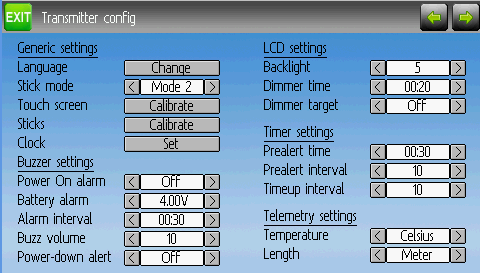 EXIT Transmitter config
Generic settings
Language Change
Stick mode < Mode 2 >
Touch screen Calibrate
Sticks Calibrate
Clock Set
Buzzer settings
Power On alarm < Off >
Battery alarm < 4.00V >
Alarm interval < 00:30 >
Buzz volume < 10 >
Power-down alert < Off >
LCD settings
Backlight < 5 >
Dimmer time < 00:20 >
Dimmer target < Off >
Timer settings
Prealert time < 00:30 >
Prealert interval < 10 >
Timeup interval < 10 >
Telemetry settings
Temperature < Celsius >
Length < Meter >